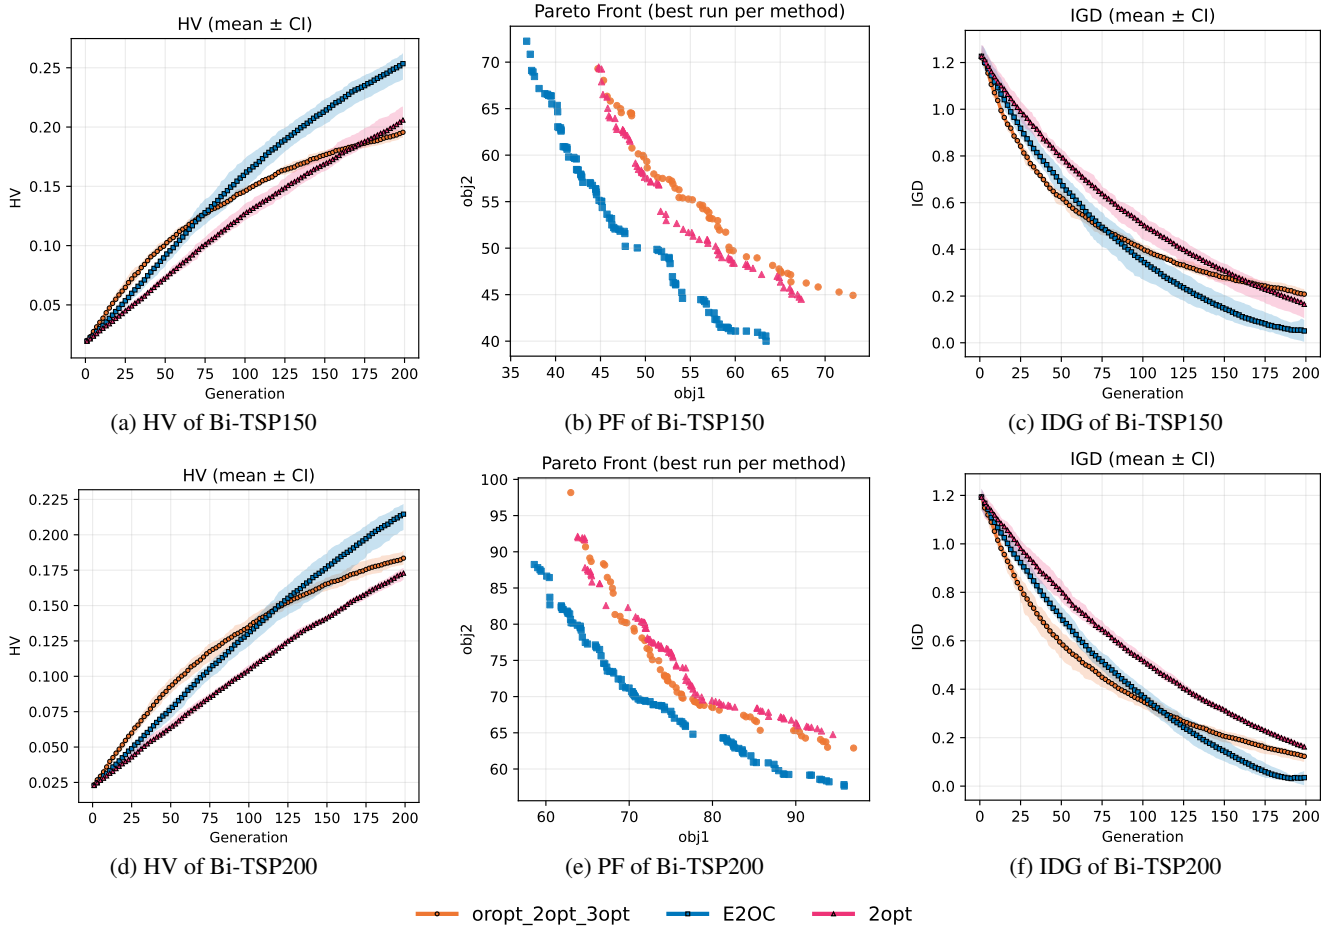 HV (mean ± CI)
HV
0.25
0.20
0.15
0.10
0.05
0 25 50 75 100 125 150 175 200
Generation
(a) HV of Bi-TSP150
Pareto Front (best run per method)
obj2
70
65
60
55
50
45
40
35 40 45 50 55 60 65 70
obj1
(b) PF of Bi-TSP150
IGD (mean ± CI)
IGD
1.2
1.0
0.8
0.6
0.4
0.2
0.0
0 25 50 75 100 125 150 175 200
Generation
(c) IDG of Bi-TSP150
HV (mean ± CI)
HV
0.225
0.200
0.175
0.150
0.125
0.100
0.075
0.050
0.025
0 25 50 75 100 125 150 175 200
Generation
(d) HV of Bi-TSP200
Pareto Front (best run per method)
obj2
100
95
90
85
80
75
70
65
60
60 70 80 90
obj1
(e) PF of Bi-TSP200
IGD (mean ± CI)
IGD
1.2
1.0
0.8
0.6
0.4
0.2
0.0
0 25 50 75 100 125 150 175 200
Generation
(f) IDG of Bi-TSP200
oropt_2opt_3opt E2OC 2opt